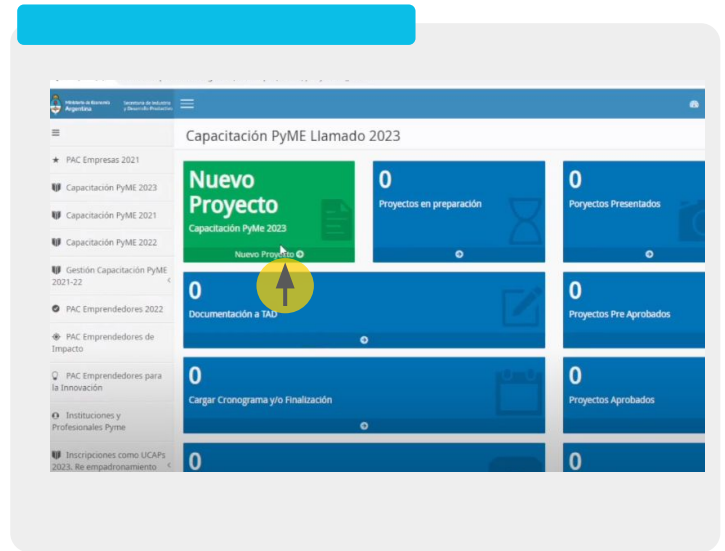 Ministerio de Economía
Argentina
Secretaría de Industria
y Desarrollo Productivo
Capacitación PyME Llamado 2023
PAC Empresas 2021
Capacitación PyME 2023
Capacitación PyME 2021
Capacitación PyME 2022
Gestión Capacitación PyME
2021-22
PAC Emprendedores 2022
PAC Emprendedores de
Impacto
PAC Emprendedores para
la Innovación
Instituciones y
Profesionales Pyme
Inscripciones como UCAPs
2023. Re empadronamiento
Nuevo
Proyecto
Capacitación PyMe 2023
Nuevo Proyecto
0
Proyectos en preparación
0
Poryectos Presentados
0
Documentación a TAD
0
Proyectos Pre Aprobados
0
Cargar Cronograma y/o Finalización
0
Proyectos Aprobados
0
0